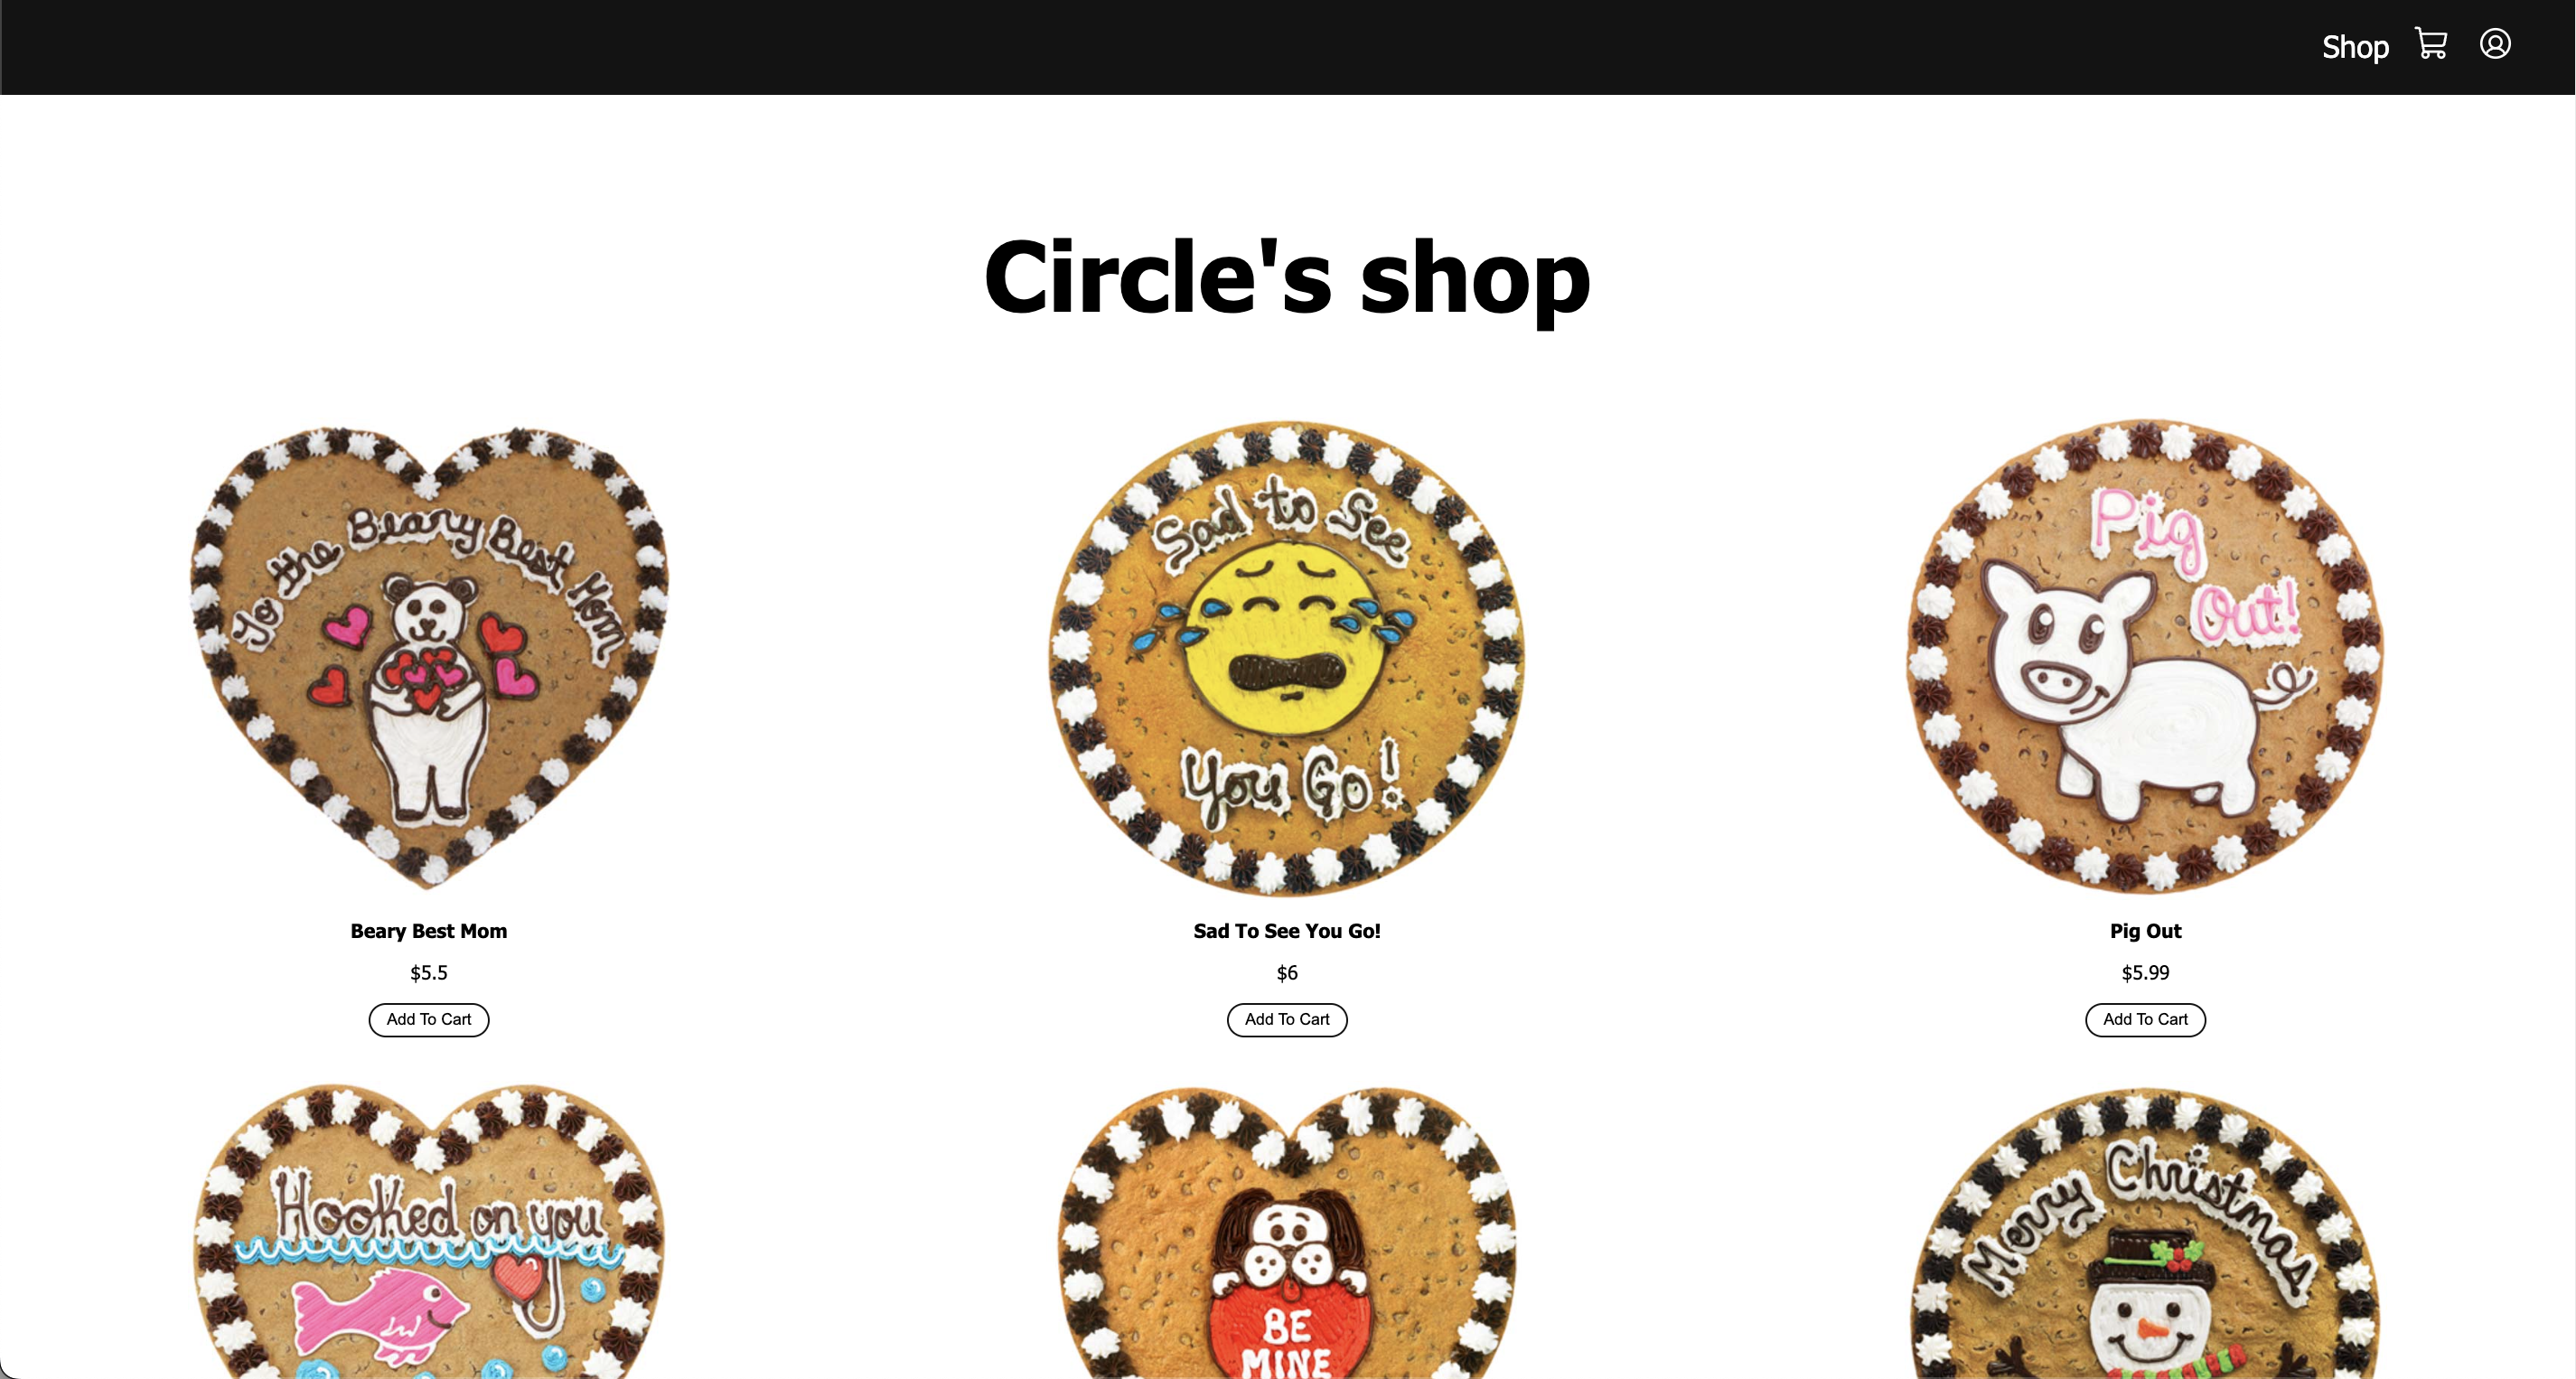 Shop
Circle's shop
To the Beary Best Mom
Sad to See
You Go!
Pig
Out!
Beary Best Mom
Sad To See You Go!
Pig Out
$5.5
$6
$5.99
Add To Cart
Add To Cart
Add To Cart
Hooked on you
BE
MINE
Merry Christmas